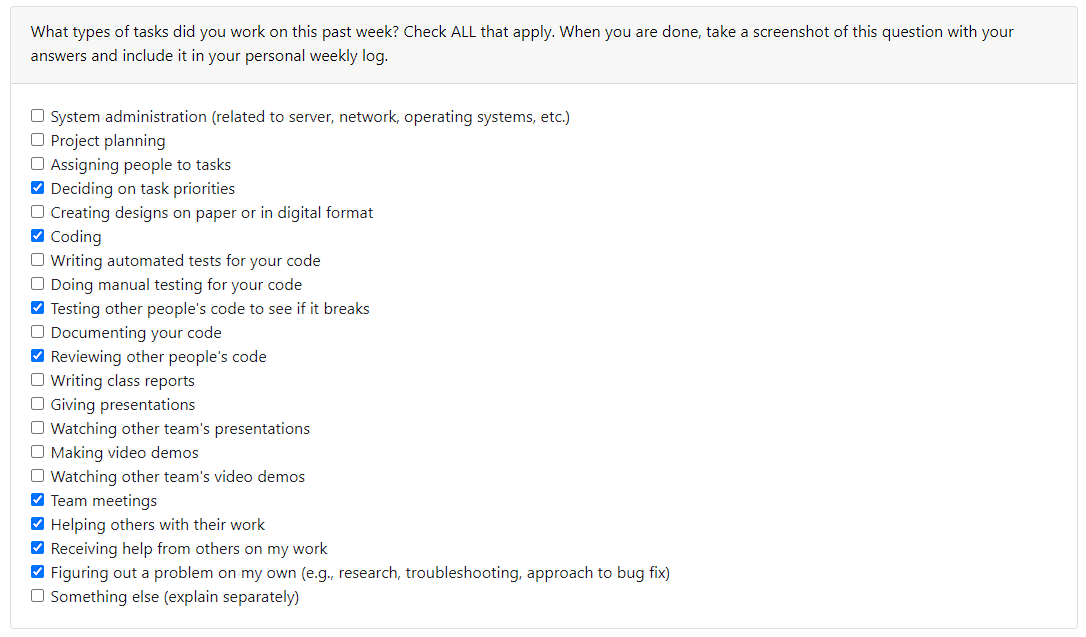 What types of tasks did you work on this past week? Check ALL that apply. When you are done, take a screenshot of this question with your
answers and include it in your personal weekly log.
System administration (related to server, network, operating systems, etc.)
Project planning
Assigning people to tasks
Deciding on task priorities
Creating designs on paper or in digital format
Coding
Writing automated tests for your code
Doing manual testing for your code
Testing other people's code to see if it breaks
Documenting your code
Reviewing other people's code
Writing class reports
Giving presentations
Watching other team's presentations
Making video demos
Watching other team's video demos
Team meetings
Helping others with their work
Receiving help from others on my work
Figuring out a problem on my own (e.g., research, troubleshooting, approach to bug fix)
Something else (explain separately)